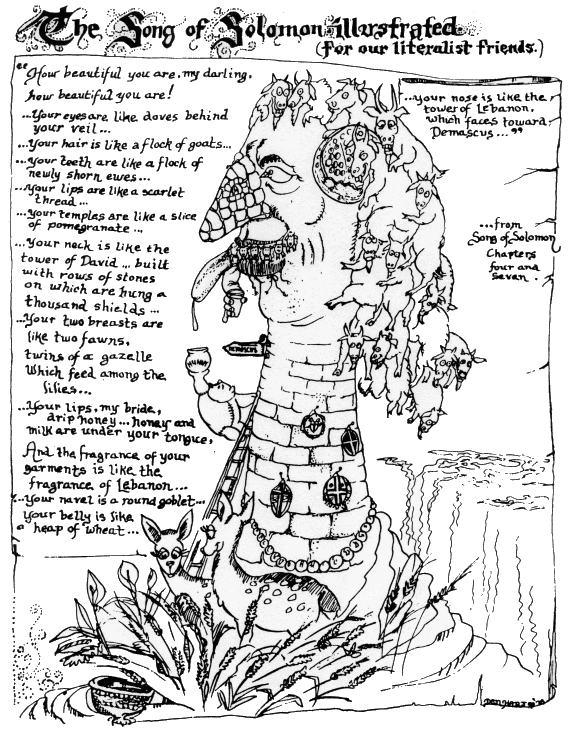 The Song of Solomon illustrated
(for our literalist friends.)
"How beautiful you are, my darling,
how beautiful you are!
...Your eyes are like doves behind
your veil...
...Your hair is like a flock of goats...
...Your teeth are like a flock of
newly shorn ewes...
...Your lips are like a scarlet
thread...
...Your temples are like a slice
of pomegranate...
...Your neck is like the
tower of David... built
with rows of stones
on which are hung a
thousand shields...
...Your two breasts are
like two fawns,
twins of a gazelle
Which feed among the
lilies...
...Your lips, my bride,
drip honey... honey and
milk are under your tongue,
And the fragrance of your
garments is like the
fragrance of Lebanon...
...Your navel is a round goblet...
Your belly is like
a heap of wheat...
...your nose is like the
tower of Lebanon,
which faces toward
Demascus..."
...from
Song of Solomon
Chapters
four and
seven.
HUNNY